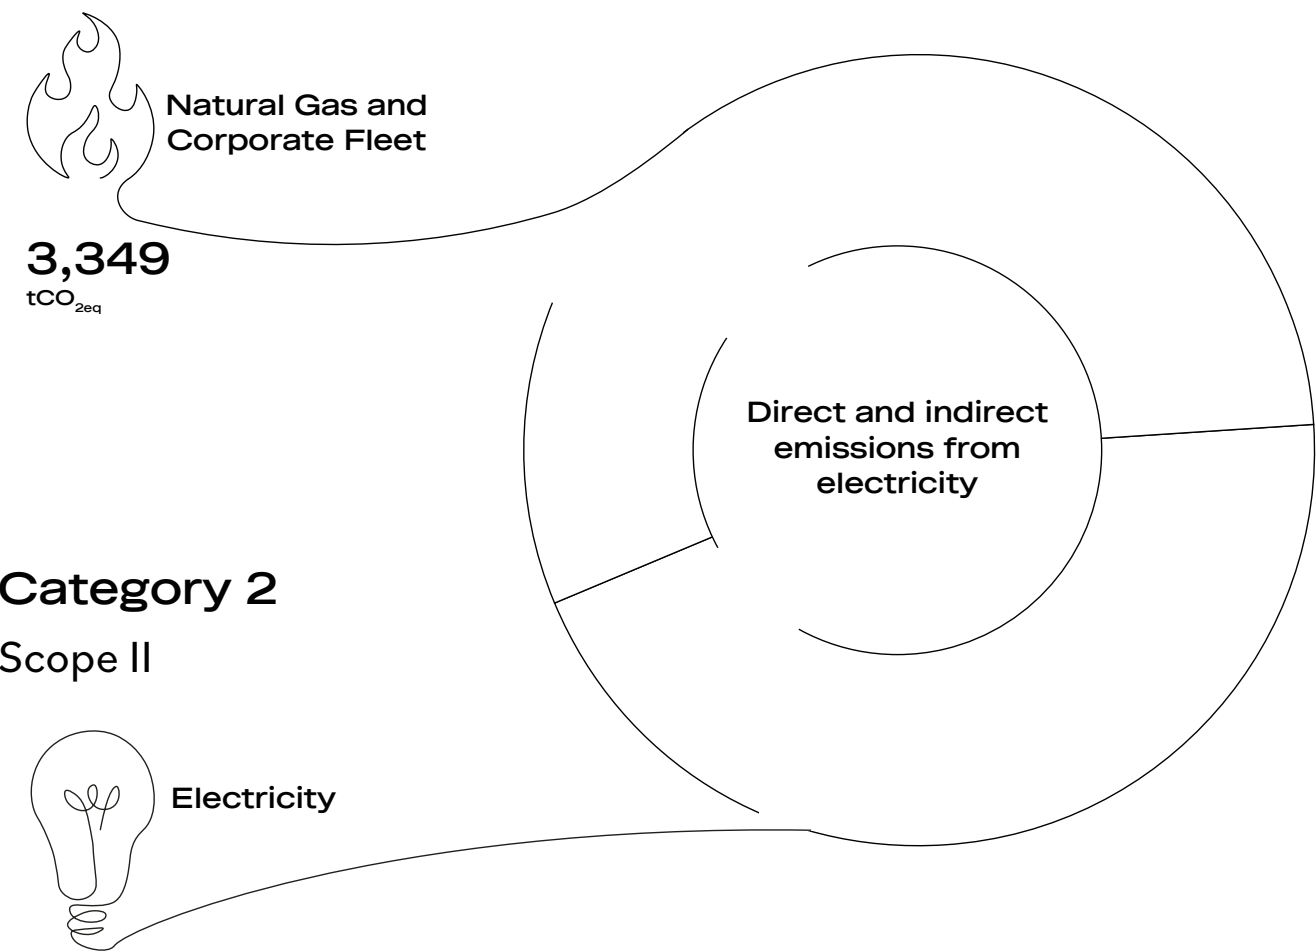 Natural Gas and
Corporate Fleet
3,349
tCO2eq
Direct and indirect
emissions from
electricity
Category 2
Scope II
Electricity